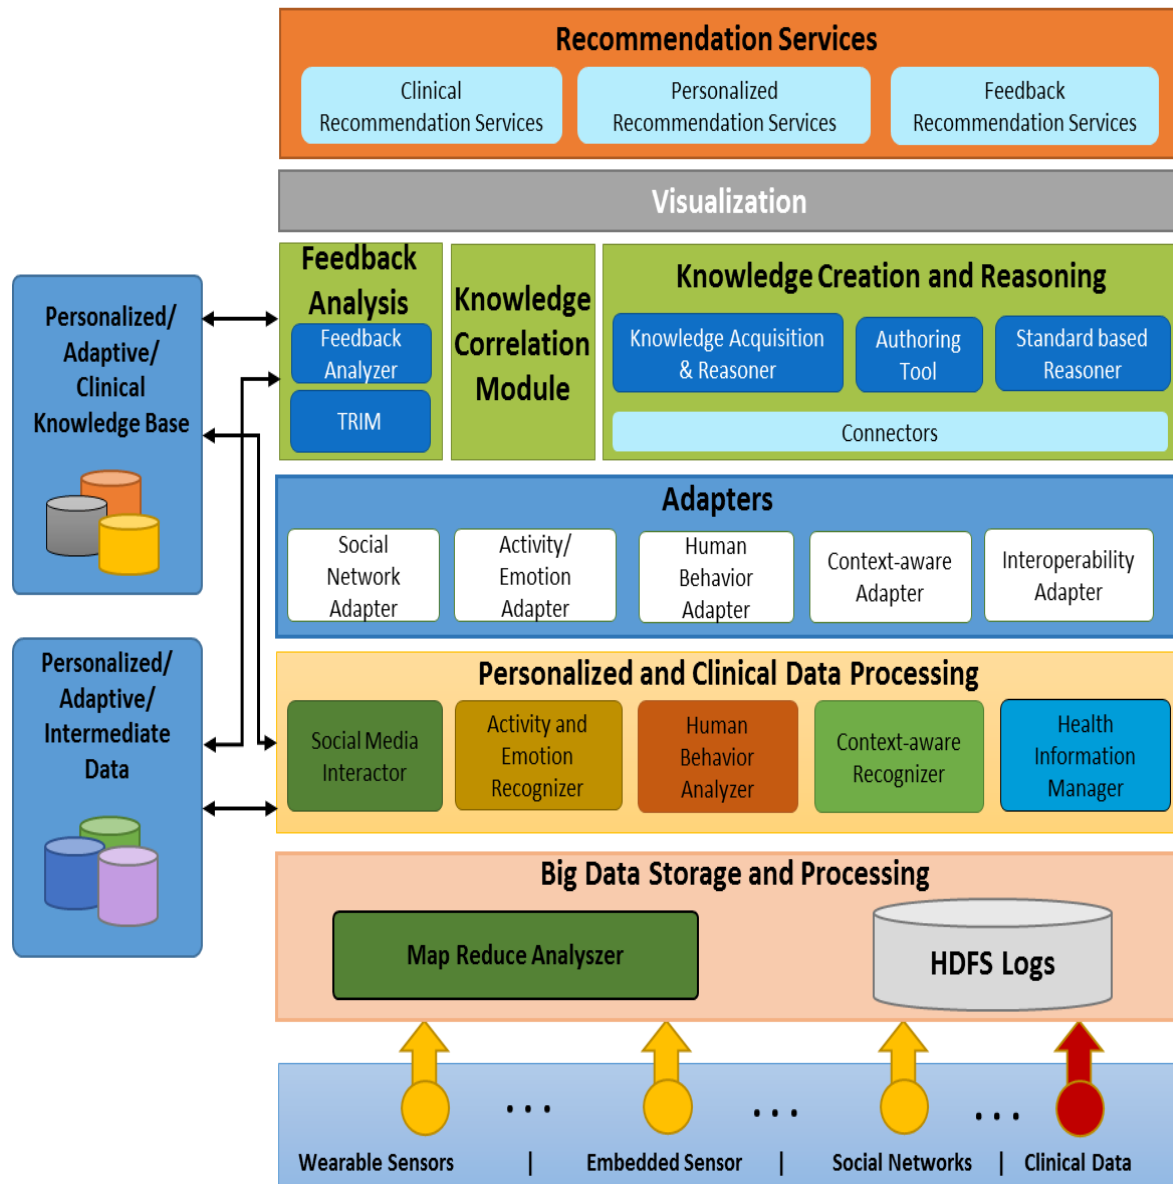 Recommendation Services
Clinical
Recommendation Services
Personalized
Recommendation Services
Feedback
Recommendation Services
Visualization
Feedback
Analysis
Feedback
Analyzer
TRIM
Knowledge
Correlation
Module
Knowledge Creation and Reasoning
Knowledge Acquisition
& Reasoner
Authoring
Tool
Standard based
Reasoner
Connectors
Personalized/
Adaptive/
Clinical
Knowledge Base
Adapters
Social
Network
Adapter
Activity/
Emotion
Adapter
Human
Behavior
Adapter
Context-aware
Adapter
Interoperability
Adapter
Personalized/
Adaptive/
Intermediate
Data
Personalized and Clinical Data Processing
Social Media
Interactor
Activity and
Emotion
Recognizer
Human
Behavior
Analyzer
Context-aware
Recognizer
Health
Information
Manager
Big Data Storage and Processing
Map Reduce Analyszer
HDFS Logs
... ... ...
Wearable Sensors | Embedded Sensor | Social Networks | Clinical Data